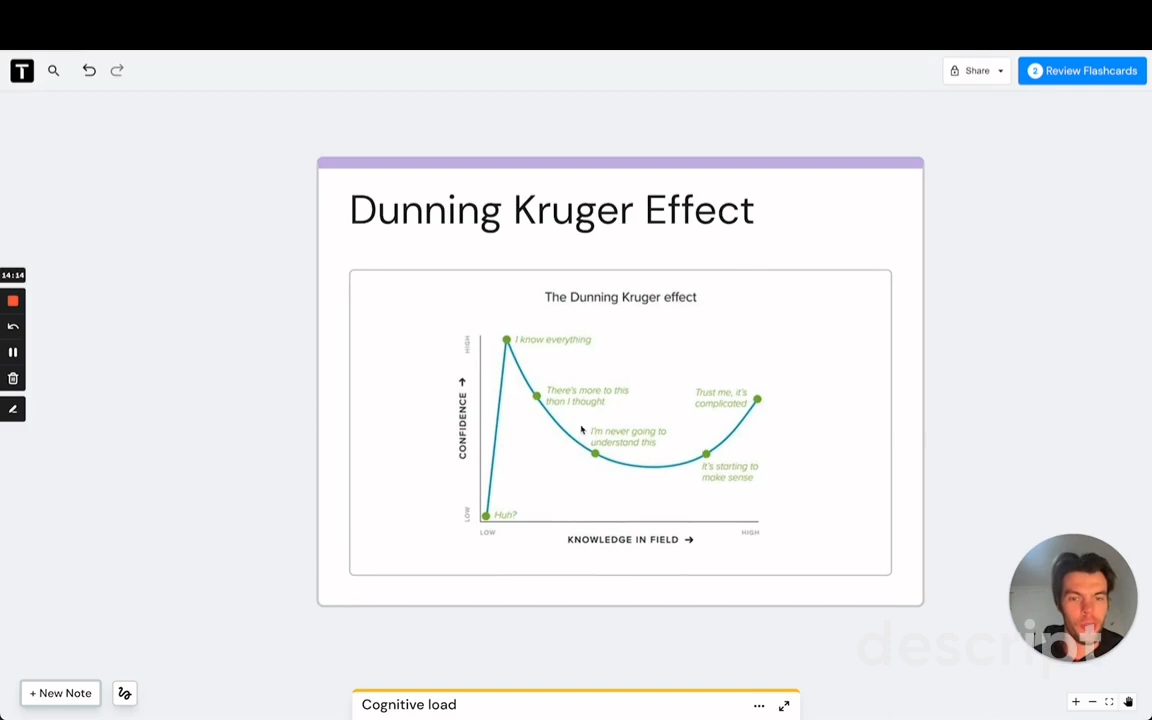 T
Share
2 Review Flashcards
Dunning Kruger Effect
The Dunning Kruger effect
HIGH
I know everything
There's more to this
than I thought
Trust me, it's
complicated
CONFIDENCE →
I'm never going to
understand this
It's starting to
make sense
LOW
Huh?
LOW
HIGH
KNOWLEDGE IN FIELD →
14:14
descript
+ New Note
Cognitive load